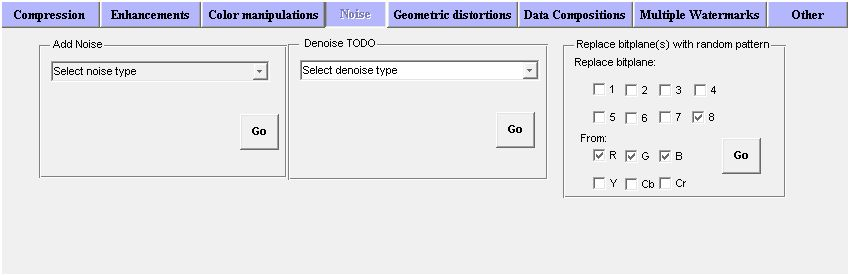 Compression Enhancements Color manipulations Noise Geometric distortions Data Compositions Multiple Watermarks Other
Add Noise
Select noise type
Go
Denoise TODO
Select denoise type
Go
Replace bitplane(s) with random pattern
Replace bitplane:
1 2 3 4
5 6 7 8
From:
R G B
Go
Y Cb Cr